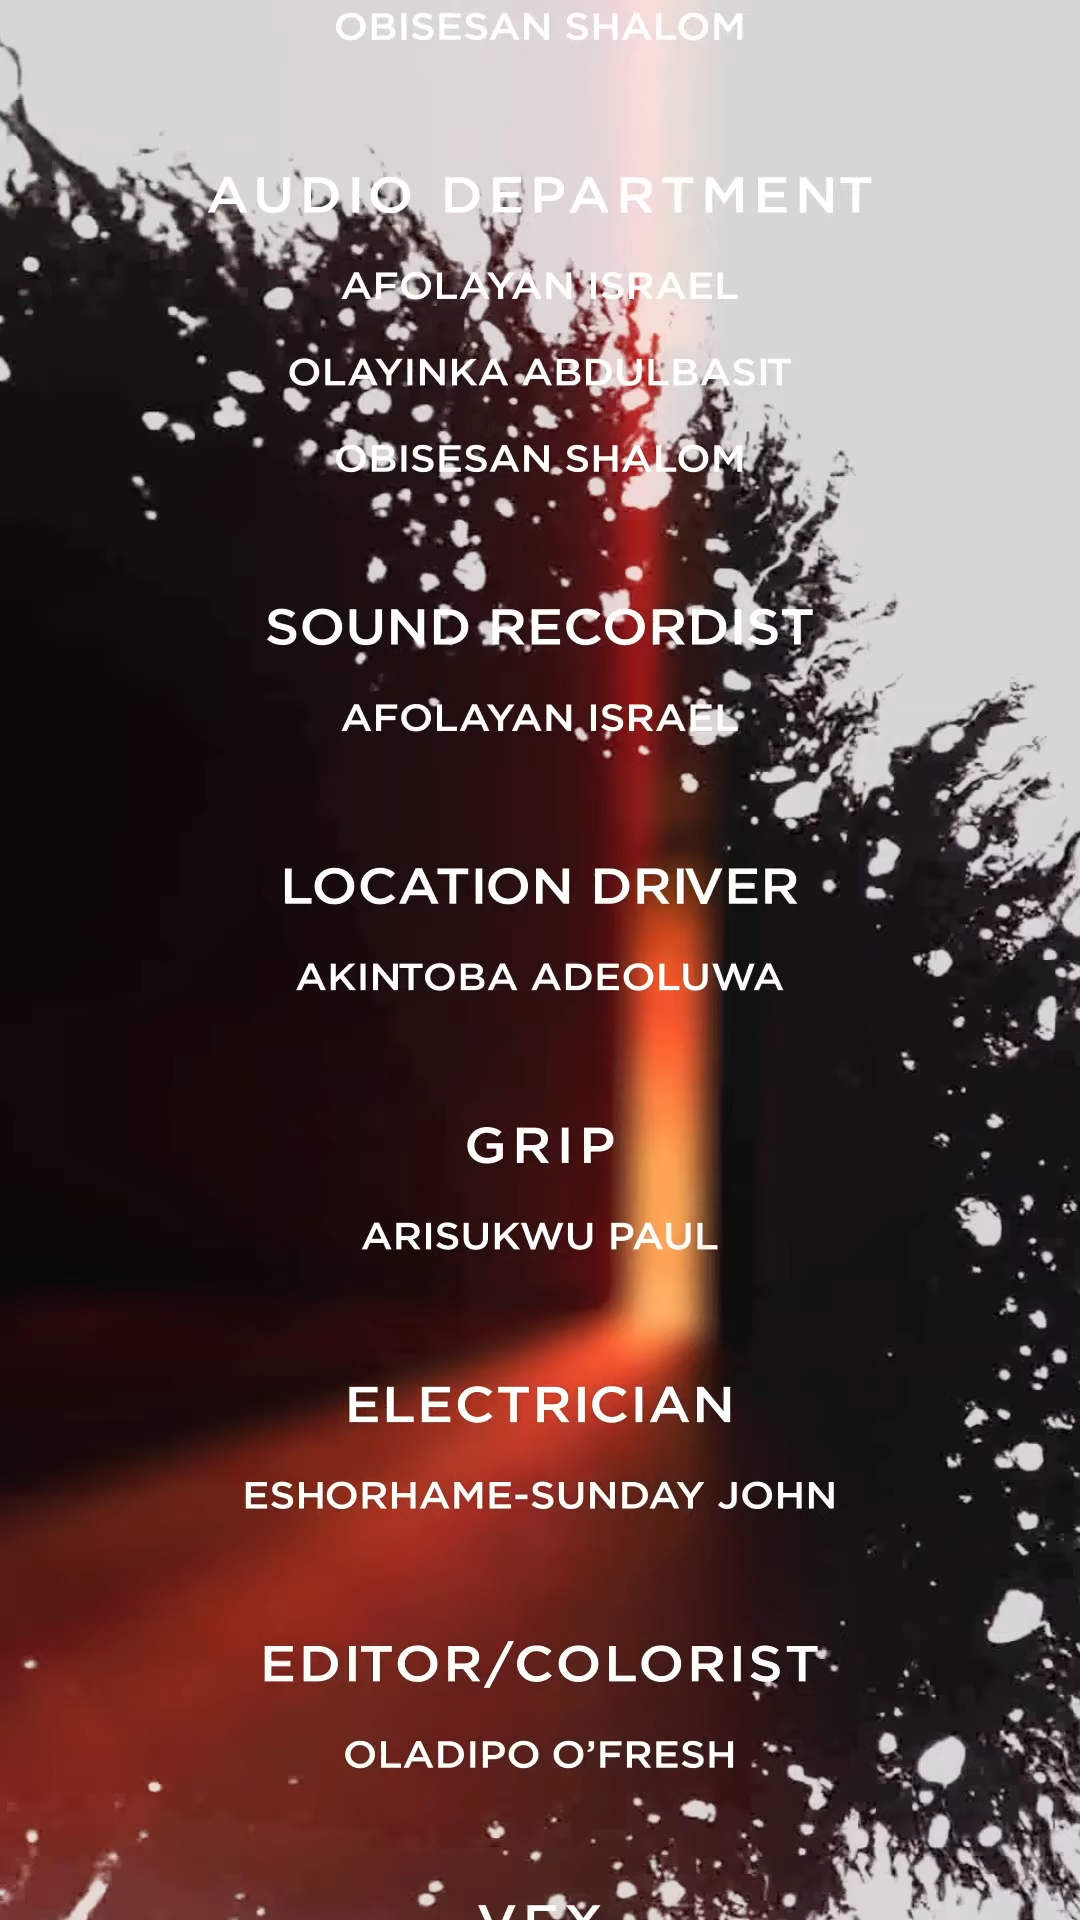 OBISESAN SHALOM
AUDIO DEPARTMENT
AFOLAYAN ISRAEL
OLAYINKA ABDULBASIT
OBISESAN SHALOM
SOUND RECORDIST
AFOLAYAN ISRAEL
LOCATION DRIVER
AKINTOBA ADEOLUWA
GRIP
ARISUKWU PAUL
ELECTRICIAN
ESHORHAME-SUNDAY JOHN
EDITOR/COLORIST
OLADIPO O’FRESH
VFX